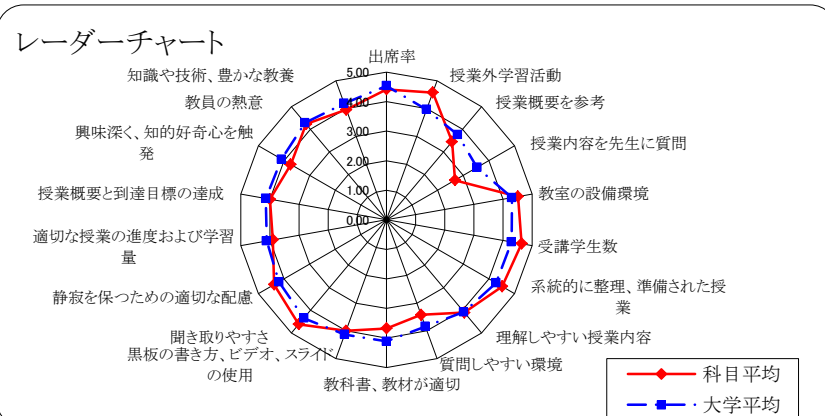 レーダーチャート
出席率
授業外学習活動
授業概要を参考
授業内容を先生に質問
教室の設備環境
受講学生数
系統的に整理、準備された授
業
理解しやすい授業内容
質問しやすい環境
教科書、教材が適切
黒板の書き方、ビデオ、スライド
の使用
聞き取りやすさ
静寂を保つための適切な配慮
適切な授業の進度および学習
量
授業概要と到達目標の達成
興味深く、知的好奇心を触
発
教員の熱意
知識や技術、豊かな教養
5.00
4.00
3.00
2.00
1.00
0.00
科目平均
大学平均